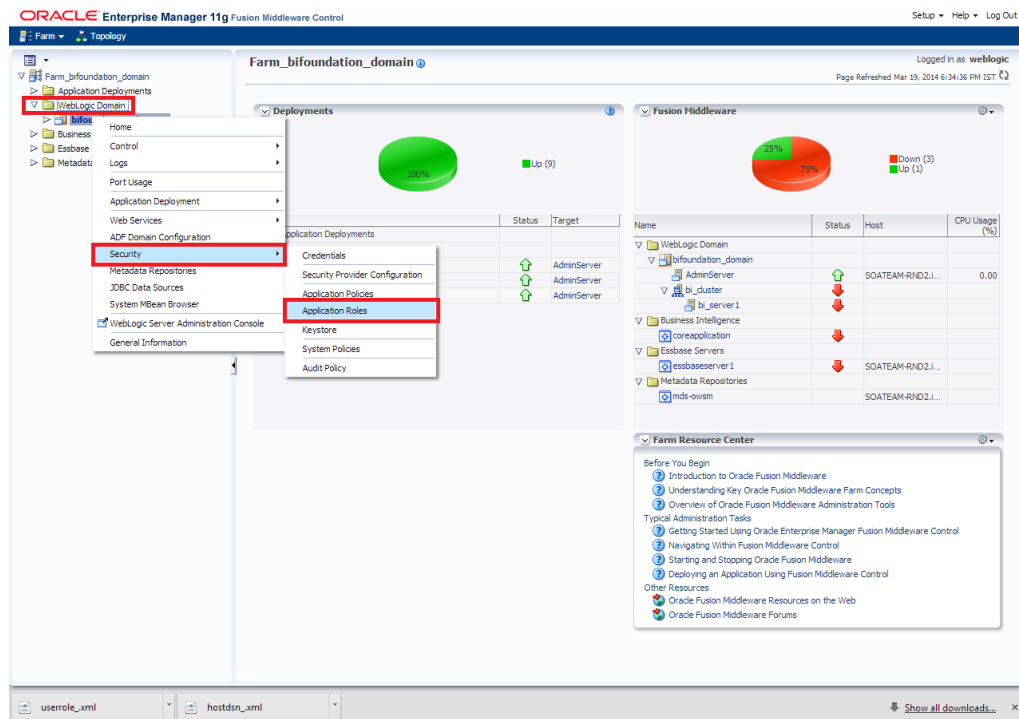 ORACLE Enterprise Manager 11g Fusion Middleware Control
Setup Help Log Out
Farm Topology
Farm_bifoundation_domain
Application Deployments
WebLogic Domain
Business
Essbase
Home
Control
Logs
Port Usage
Application Deployment
Web Services
ADF Domain Configuration
Security
Metadata Repositories
JDBC Data Sources
System MBean Browser
WebLogic Server Administration Console
General Information
Credentials
Security Provider Configuration
Application Policies
Application Roles
Keystore
System Policies
Audit Policy
Farm_bifoundation_domain
Logged in as weblogic
Page Refreshed Mar 19, 2014 6:34:36 PM IST
Deployments
100%
Up (9)
Status Target
Application Deployments
AdminServer
AdminServer
AdminServer
Fusion Middleware
25%
75%
Down (3)
Up (1)
Name Status Host CPU Usage (%)
WebLogic Domain
bifoundation_domain
AdminServer SOATEAM-RND2.i... 0.00
bi_cluster
bi_server1
Business Intelligence
coreapplication
Essbase Servers
essbaseserver1 SOATEAM-RND2.i...
Metadata Repositories
mds-owsm SOATEAM-RND2.i...
Farm Resource Center
Before You Begin
Introduction to Oracle Fusion Middleware
Understanding Key Oracle Fusion Middleware Farm Concepts
Overview of Oracle Fusion Middleware Administration Tools
Typical Administration Tasks
Getting Started Using Oracle Enterprise Manager Fusion Middleware Control
Navigating Within Fusion Middleware Control
Starting and Stopping Oracle Fusion Middleware
Deploying an Application Using Fusion Middleware Control
Other Resources
Oracle Fusion Middleware Resources on the Web
Oracle Fusion Middleware Forums
userrole_.xml
hostdsn_.xml
Show all downloads...